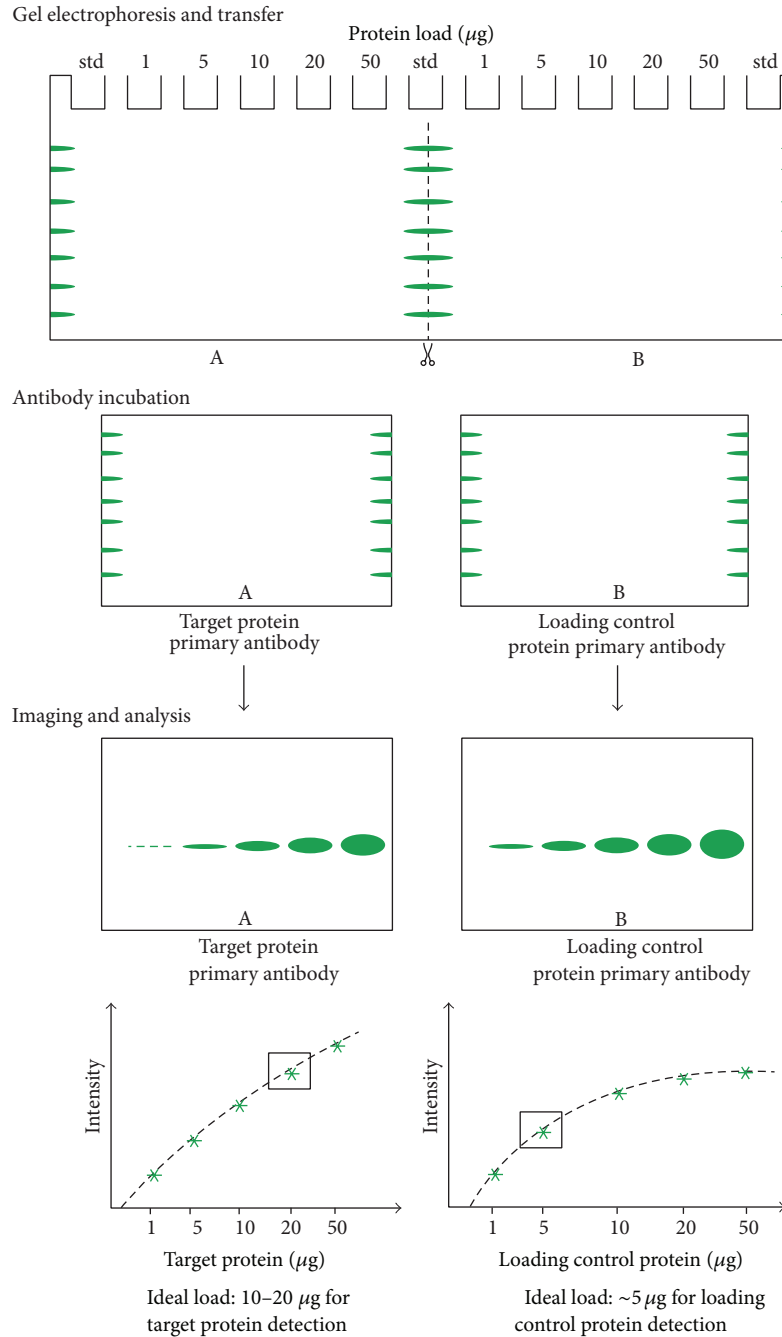 Gel electrophoresis and transfer
Protein load (μg)
std 1 5 10 20 50 std 1 5 10 20 50 std
A B
Antibody incubation
A B
Target protein Loading control
primary antibody protein primary antibody
Imaging and analysis
A B
Target protein Loading control
primary antibody protein primary antibody
Intensity Intensity
1 5 10 20 50 1 5 10 20 50
Target protein (μg) Loading control protein (μg)
Ideal load: 10–20 μg for Ideal load: ~5 μg for loading
target protein detection control protein detection